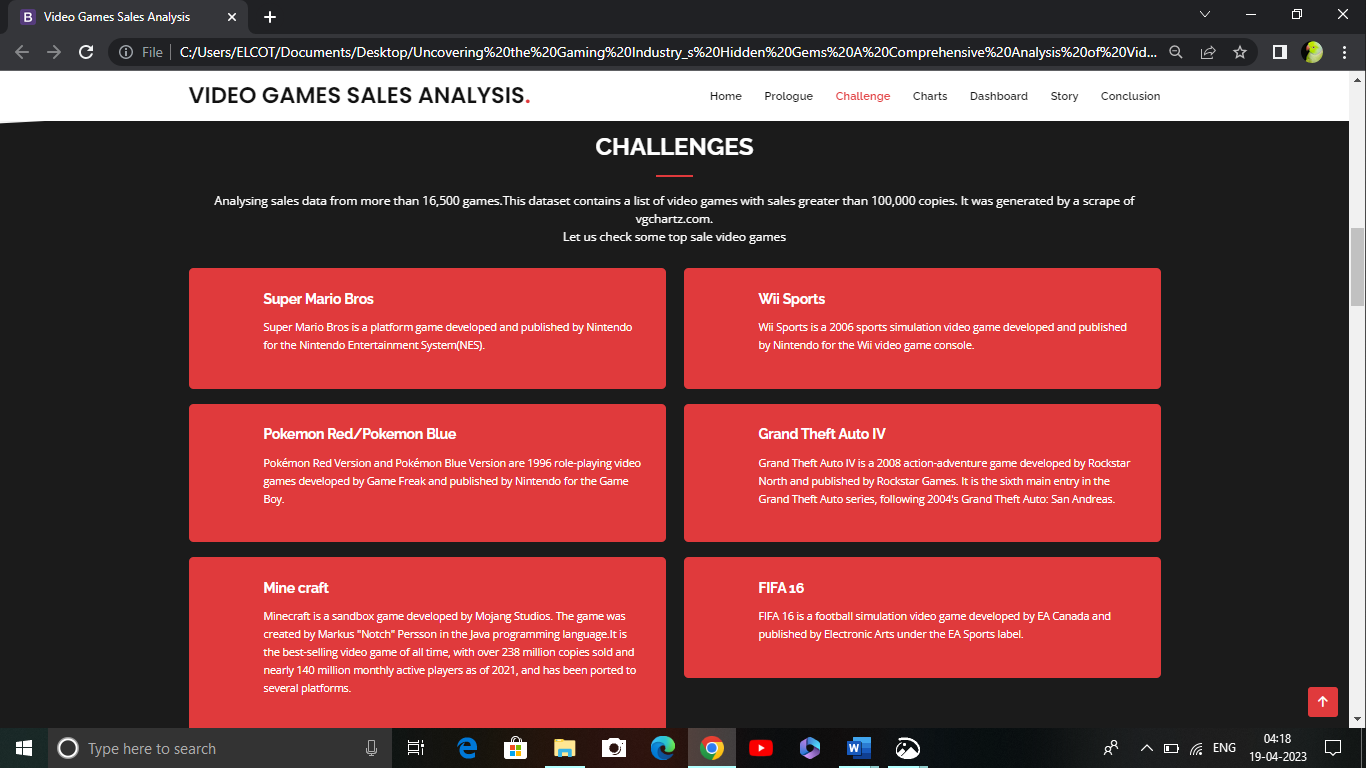 Video Games Sales Analysis
File
C:/Users/ELCOT/Documents/Desktop/Uncovering%20the%20Gaming%20Industry_s%20Hidden%20Gems%20A%20Comprehensive%20Analysis%20of%20Vid...
VIDEO GAMES SALES ANALYSIS.
Home Prologue Challenge Charts Dashboard Story Conclusion
CHALLENGES
Analysing sales data from more than 16,500 games.This dataset contains a list of video games with sales greater than 100,000 copies. It was generated by a scrape of
vgchartz.com.
Let us check some top sale video games
Super Mario Bros
Super Mario Bros is a platform game developed and published by Nintendo
for the Nintendo Entertainment System(NES).
Wii Sports
Wii Sports is a 2006 sports simulation video game developed and published
by Nintendo for the Wii video game console.
Pokemon Red/Pokemon Blue
Pokémon Red Version and Pokémon Blue Version are 1996 role-playing video
games developed by Game Freak and published by Nintendo for the Game
Boy.
Grand Theft Auto IV
Grand Theft Auto IV is a 2008 action-adventure game developed by Rockstar
North and published by Rockstar Games. It is the sixth main entry in the
Grand Theft Auto series, following 2004's Grand Theft Auto: San Andreas.
Mine craft
Minecraft is a sandbox game developed by Mojang Studios. The game was
created by Markus "Notch" Persson in the Java programming language.It is
the best-selling video game of all time, with over 238 million copies sold and
nearly 140 million monthly active players as of 2021, and has been ported to
several platforms.
FIFA 16
FIFA 16 is a football simulation video game developed by EA Canada and
published by Electronic Arts under the EA Sports label.
Type here to search
ENG
04:18
19-04-2023